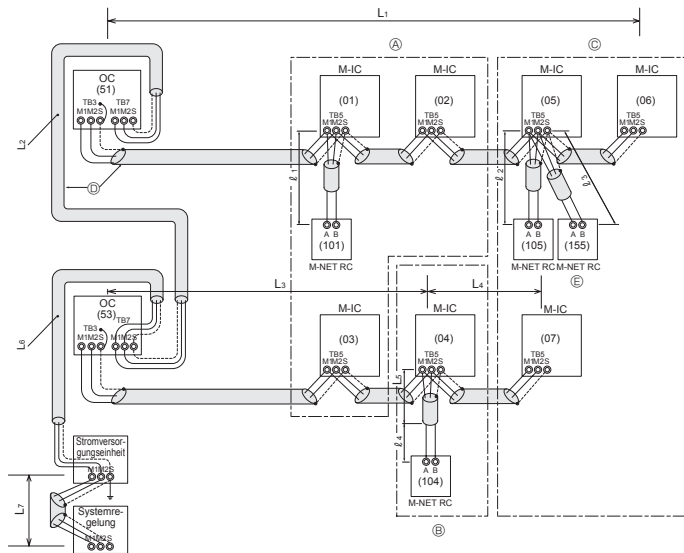 L1
Ⓐ
Ⓒ
OC
(51)
TB3
TB7
M1M2S
M1M2S
M-IC
(01)
TB5
M1M2S
M-IC
(02)
TB5
M1M2S
M-IC
(05)
TB5
M1M2S
M-IC
(06)
TB5
M1M2S
L2
Ⓓ
ℓ1
ℓ2
ℓ3
A B
(101)
M-NET RC
A B
(105)
M-NET RC
A B
(155)
M-NET RC
Ⓔ
L3
L4
OC
(53)
TB3
TB7
M1M2S
M1M2S
M-IC
(03)
TB5
M1M2S
M-IC
(04)
TB5
M1M2S
M-IC
(07)
TB5
M1M2S
L6
L5
ℓ4
A B
(104)
M-NET RC
Ⓑ
Stromversor-
gungseinheit
M1M2S
L7
Systemre-
gelung
M1M2S